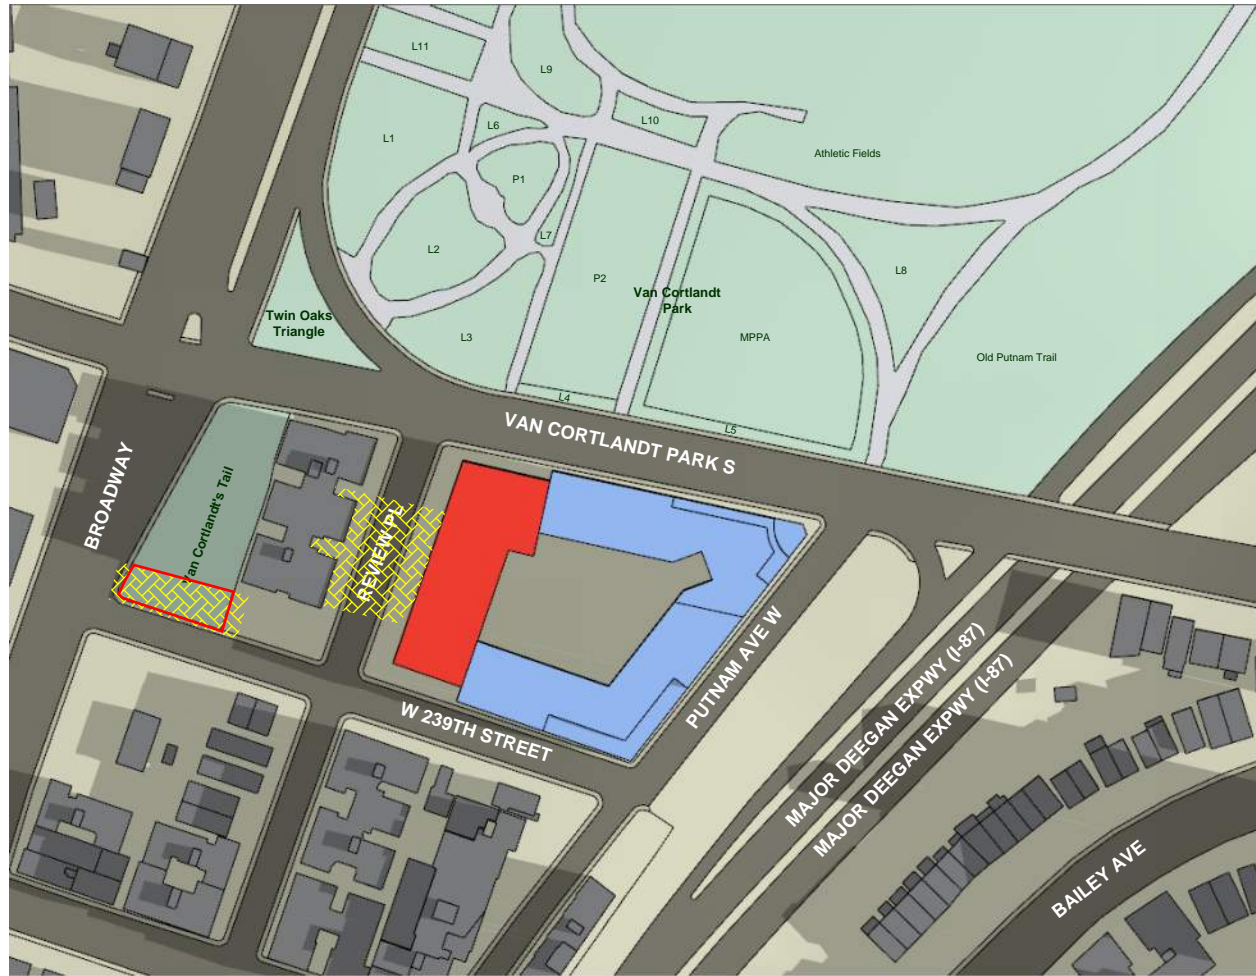 L11
L9
L10
L6
L1
Athletic Fields
P1
L7
L2
L8
P2
Van Cortlandt
Park
Twin Oaks
Triangle
L3
MPPA
Old Putnam Trail
L4
L5
VAN CORTLANDT PARK S
BROADWAY
Van Cortlandt's Tail
REVIEW PL
PUTNAM AVE W
W 239TH STREET
MAJOR DEEGAN EXPWY (I-87)
MAJOR DEEGAN EXPWY (I-87)
BAILEY AVE